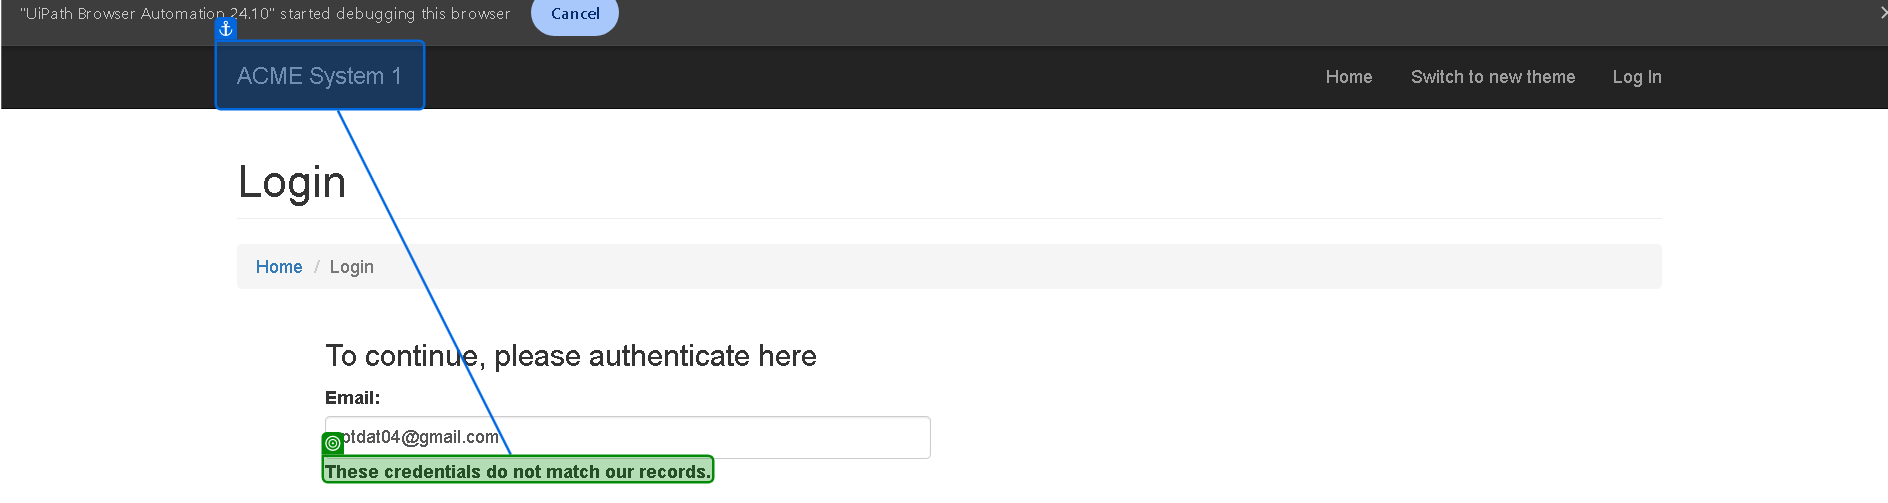 "UiPath Browser Automation 24.10" started debugging this browser Cancel
ACME System 1 Home Switch to new theme Log In
Login
Home / Login
To continue, please authenticate here
Email:
ptdat04@gmail.com
These credentials do not match our records.